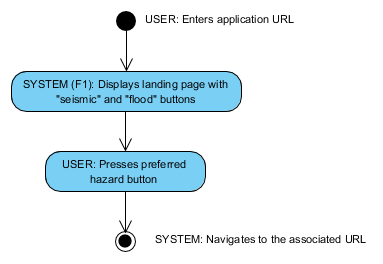 USER: Enters application URL
SYSTEM (F1): Displays landing page with
"seismic" and "flood" buttons
USER: Presses preferred
hazard button
SYSTEM: Navigates to the associated URL